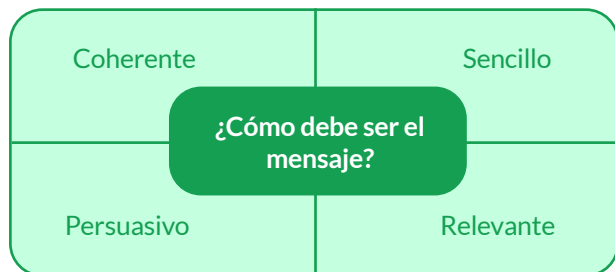 Coherente
Sencillo
¿Cómo debe ser el
mensaje?
Persuasivo
Relevante